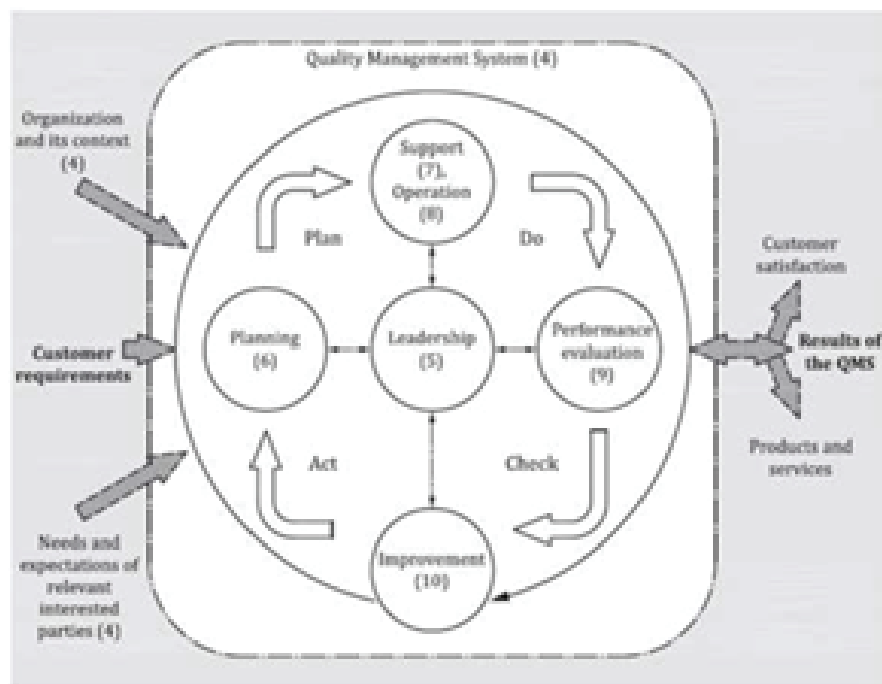 Quality Management System (4)
Organization
and its context
(4)
Support
(7),
Operation
(8)
Plan
Do
Customer
satisfaction
Planning
(6)
Leadership
(5)
Performance
evaluation
(9)
Customer
requirements
Results of
the QMS
Act
Check
Products and
services
Needs and
expectations of
relevant
interested
parties (4)
Improvement
(10)